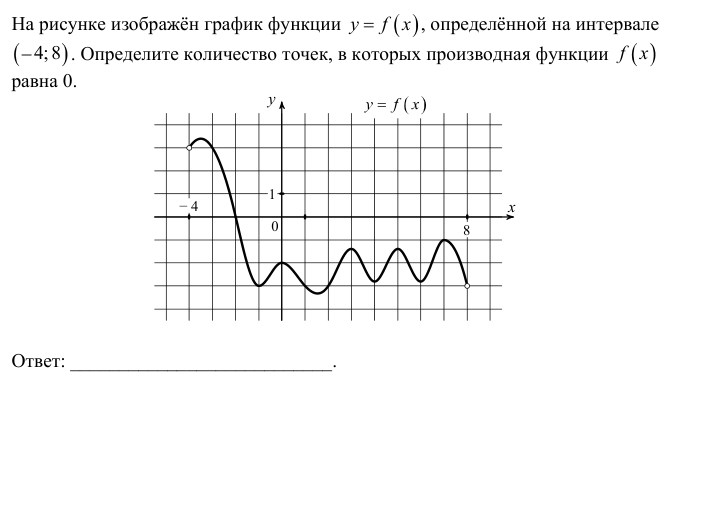 На рисунке изображён график функции y = f(x), определённой на интервале
(−4; 8). Определите количество точек, в которых производная функции f(x)
равна 0.
y
y = f(x)
1
−4
x
0
8
Ответ: ___________________________.